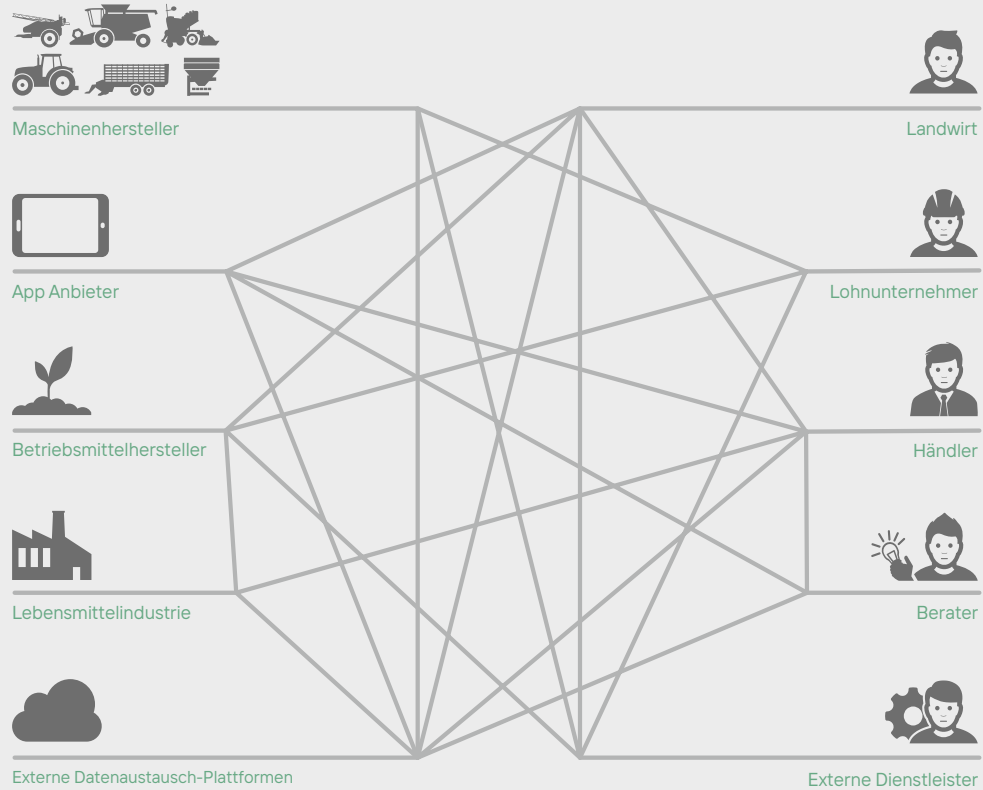 Maschinenhersteller
Landwirt
App Anbieter
Lohnunternehmer
Betriebsmittelhersteller
Händler
Lebensmittelindustrie
Berater
Externe Datenaustausch-Plattformen
Externe Dienstleister